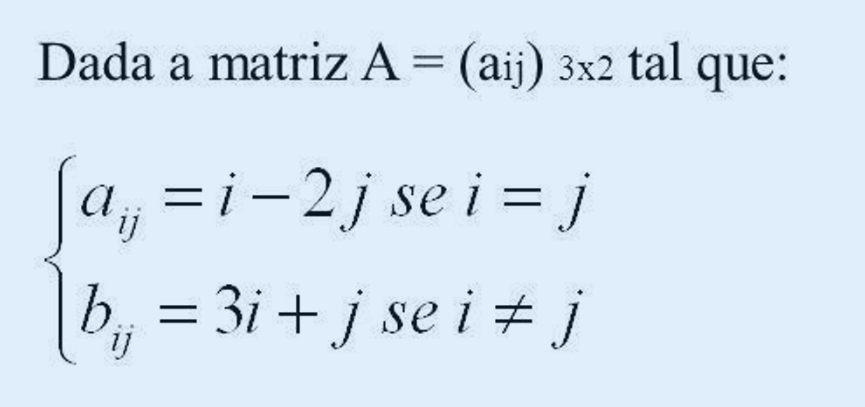 Dada a matriz A = (aij) 3x2 tal que:
aij = i − 2j se i = j
bij = 3i + j se i ≠ j